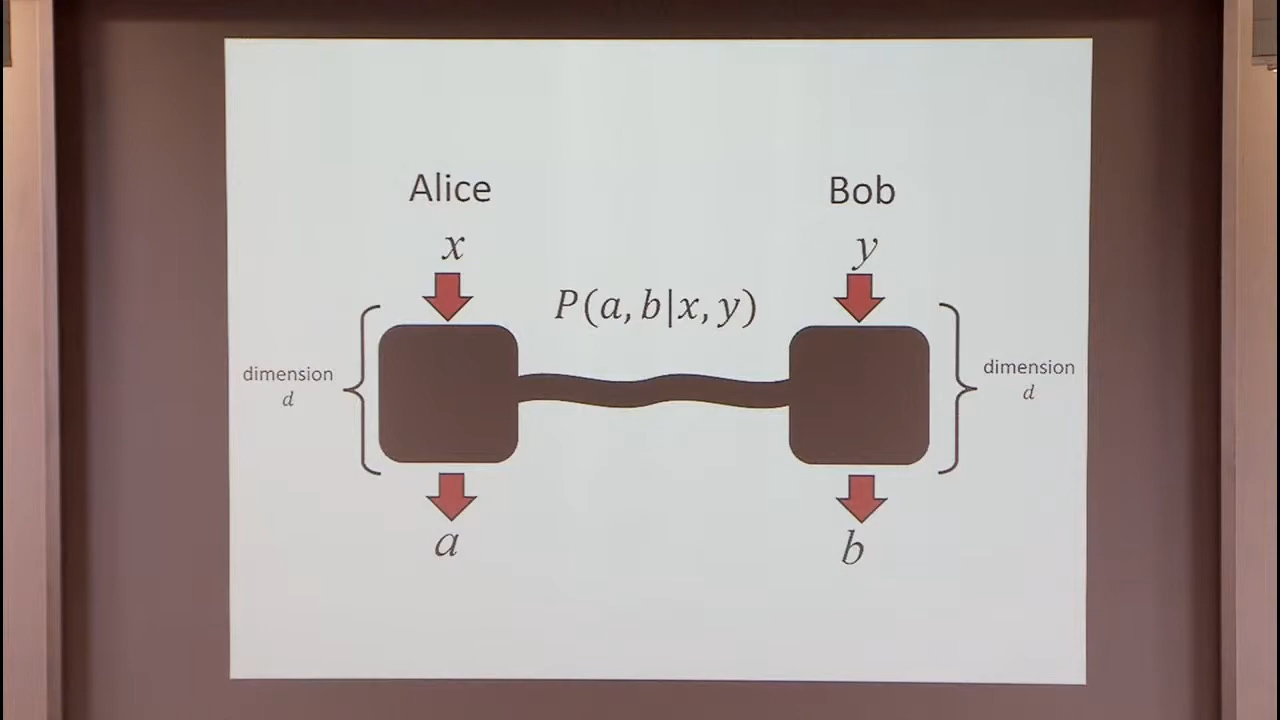 Alice
Bob
x
y
P(a, b|x, y)
dimension
d
dimension
d
a
b